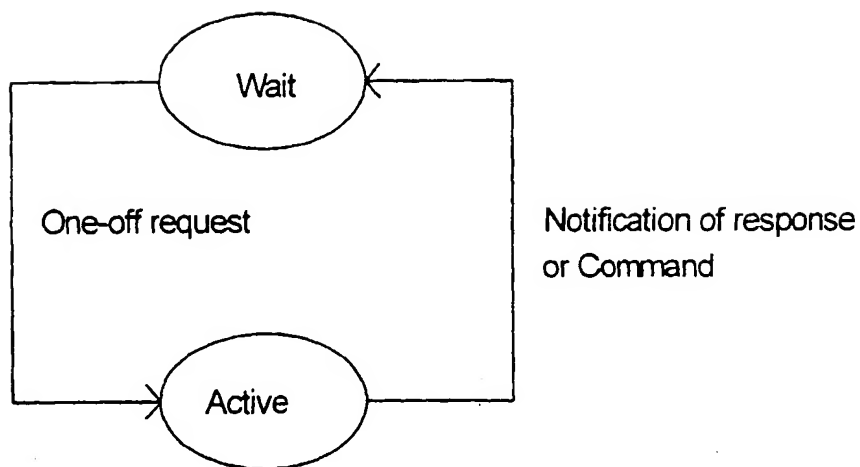 Wait
One-off request
Notification of response
or Command
Active